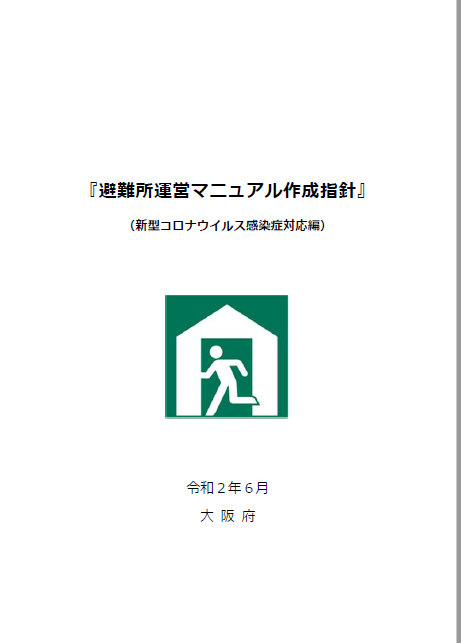 『避難所運営マニュアル作成指針』
（新型コロナウイルス感染症対応編）
令和２年６月
大 阪 府